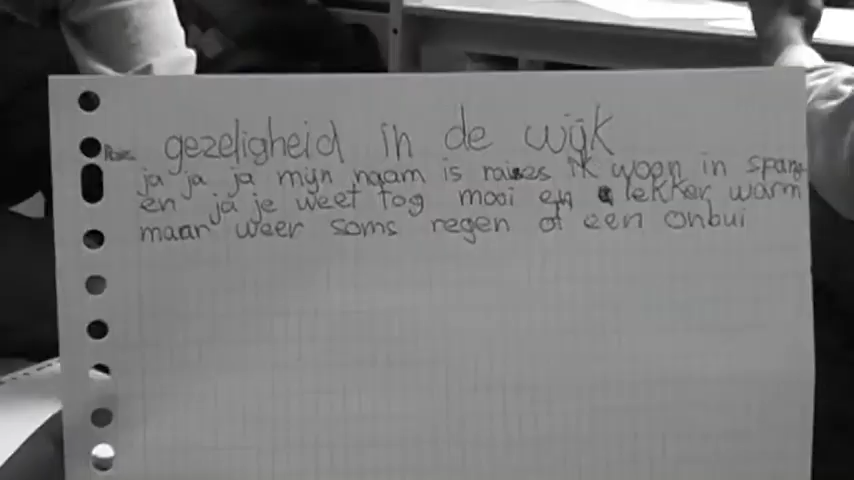 gezeligheid in de wijk
ja ja ja mijn naam is raises ik woon in spang
en ja je weet tog mooi en lekker warm
maar weer soms regen of een onbui